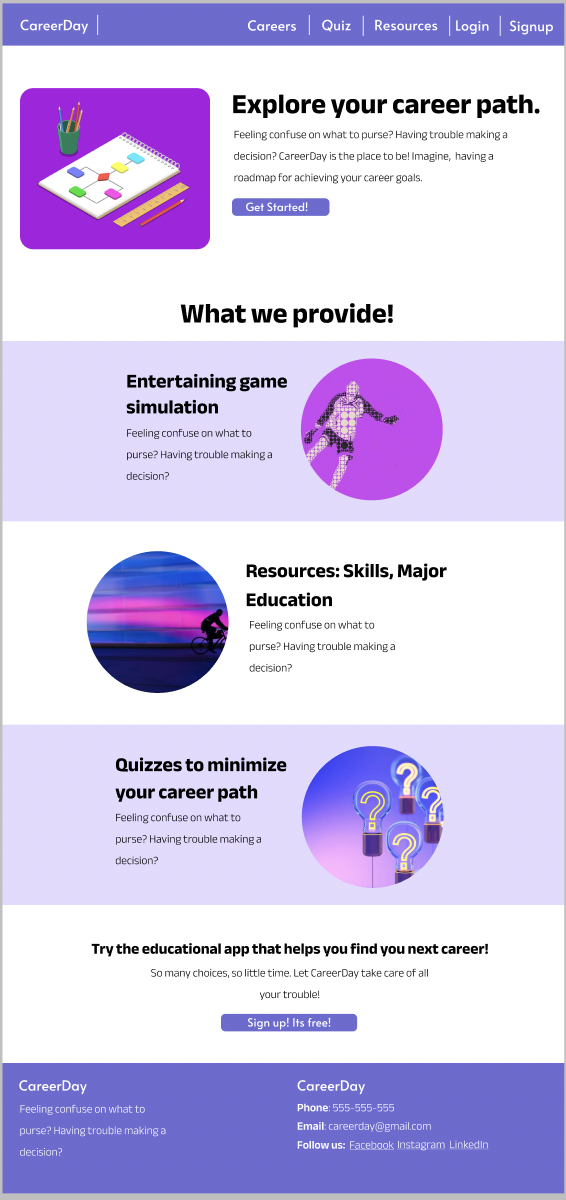 CareerDay
Careers Quiz Resources Login Signup
Explore your career path.
Feeling confuse on what to purse? Having trouble making a
decision? CareerDay is the place to be! Imagine, having a
roadmap for achieving your career goals.
Get Started!
What we provide!
Entertaining game
simulation
Feeling confuse on what to
purse? Having trouble making a
decision?
Resources: Skills, Major
Education
Feeling confuse on what to
purse? Having trouble making a
decision?
Quizzes to minimize
your career path
Feeling confuse on what to
purse? Having trouble making a
decision?
Try the educational app that helps you find you next career!
So many choices, so little time. Let CareerDay take care of all
your trouble!
Sign up! Its free!
CareerDay
Feeling confuse on what to
purse? Having trouble making a
decision?
CareerDay
Phone: 555-555-555
Email: careerday@gmail.com
Follow us: Facebook Instagram LinkedIn